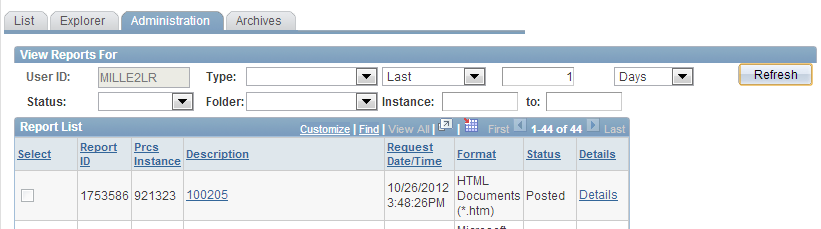 List Explorer Administration Archives
View Reports For
User ID: MILLE2LR Type: Last 1 Days Refresh
Status: Folder: Instance: to:
Report List Customize | Find | View All | | First 1-44 of 44 Last
Select Report ID Prcs Instance Description Request Date/Time Format Status Details
1753586 921323 100205 10/26/2012 3:48:26PM HTML Documents (*.htm) Posted Details